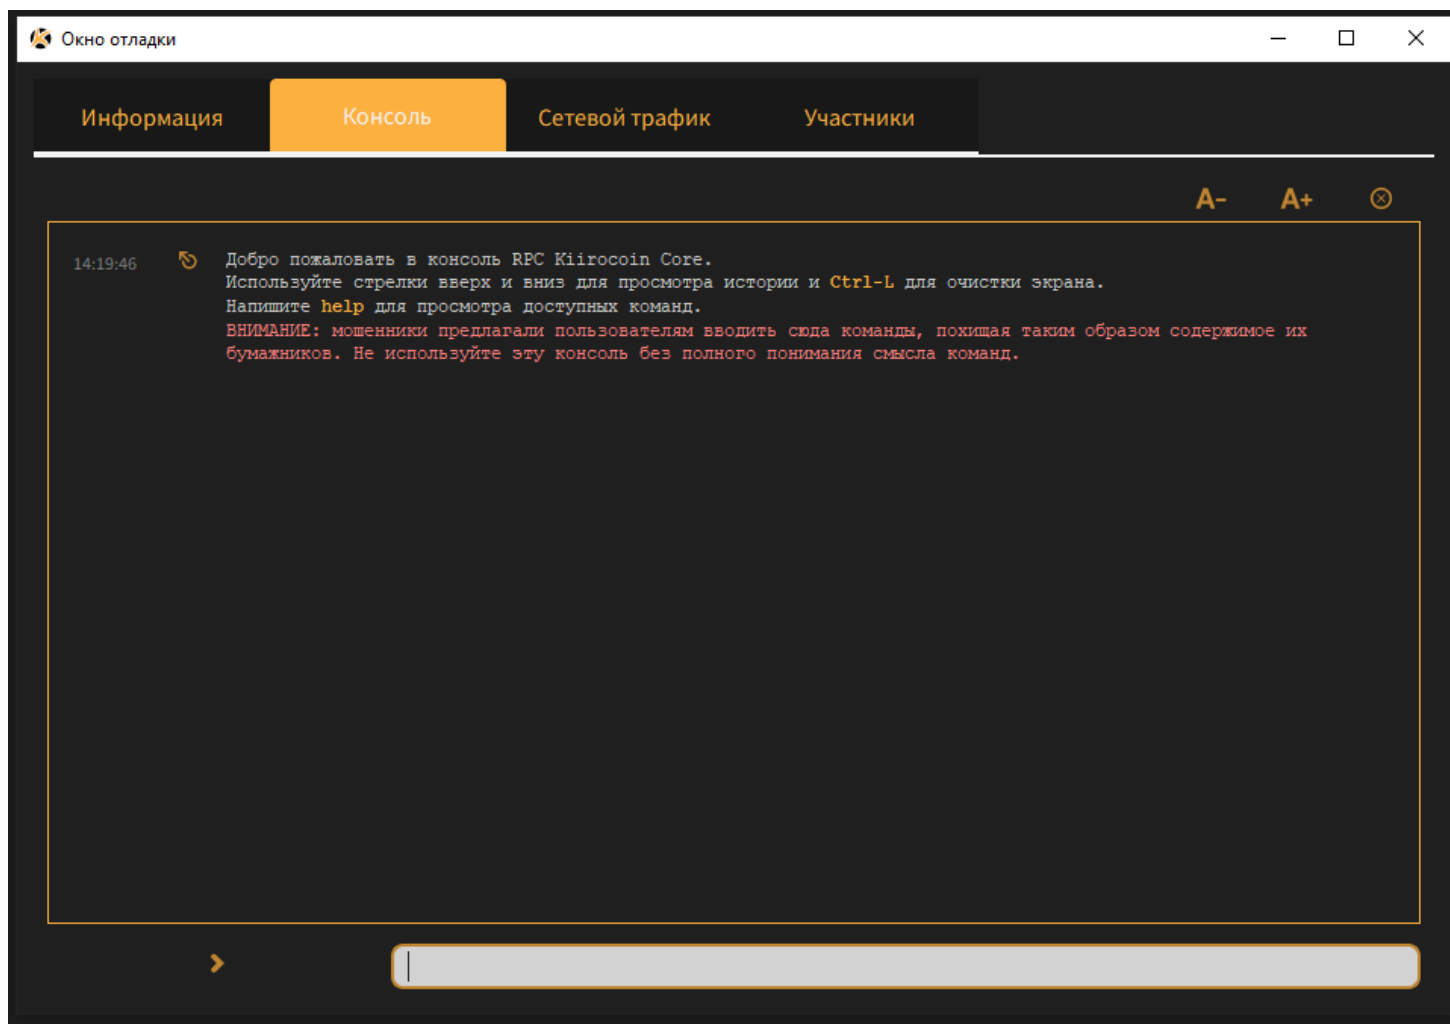 Окно отладки
Информация
Консоль
Сетевой трафик
Участники
A-
A+
14:19:46
Добро пожаловать в консоль RPC Kiirocoin Core.
Используйте стрелки вверх и вниз для просмотра истории и Ctrl-L для очистки экрана.
Напишите help для просмотра доступных команд.
ВНИМАНИЕ: мошенники предлагали пользователям вводить сюда команды, похищая таким образом содержимое их
бумажников. Не используйте эту консоль без полного понимания смысла команд.